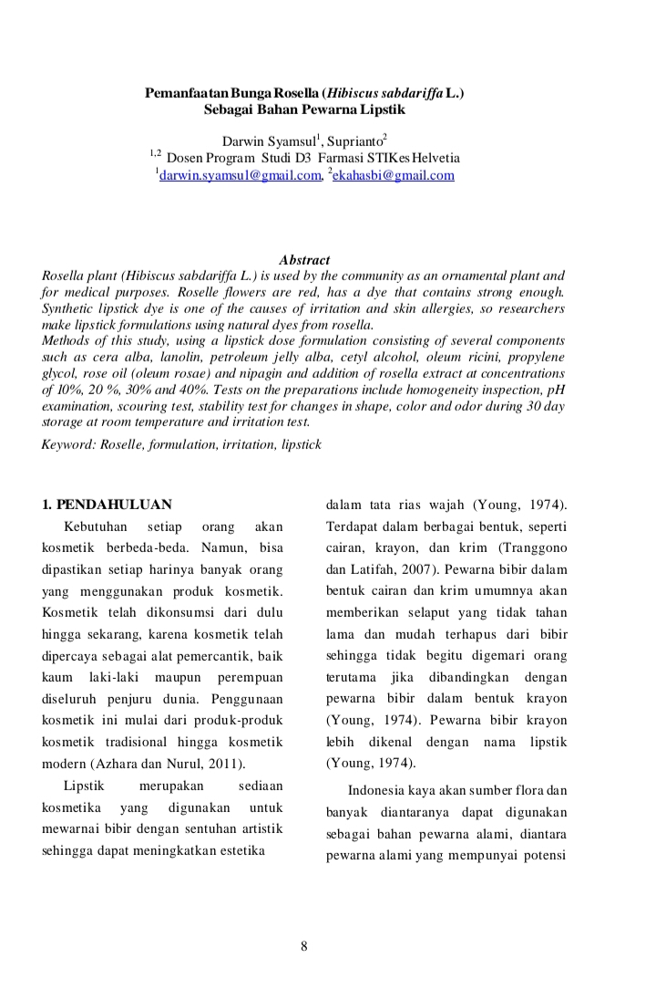 Pemanfaatan Bunga Rosella (Hibiscus sabdariffa L.)
Sebagai Bahan Pewarna Lipstik
Darwin Syamsul1, Suprianto2
1,2 Dosen Program Studi D3 Farmasi STIKes Helvetia
1darwin.syamsul@gmail.com, 2ekahasbi@gmail.com
Abstract
Rosella plant (Hibiscus sabdariffa L.) is used by the community as an ornamental plant and
for medical purposes. Roselle flowers are red, has a dye that contains strong enough.
Synthetic lipstick dye is one of the causes of irritation and skin allergies, so researchers
make lipstick formulations using natural dyes from rosella.
Methods of this study, using a lipstick dose formulation consisting of several components
such as cera alba, lanolin, petroleum jelly alba, cetyl alcohol, oleum ricini, propylene
glycol, rose oil (oleum rosae) and nipagin and addition of rosella extract at concentrations
of 10%, 20 %, 30% and 40%. Tests on the preparations include homogeneity inspection, pH
examination, scouring test, stability test for changes in shape, color and odor during 30 day
storage at room temperature and irritation test.
Keyword: Roselle, formulation, irritation, lipstick
1. PENDAHULUAN
Kebutuhan setiap orang akan
kosmetik berbeda-beda. Namun, bisa
dipastikan setiap harinya banyak orang
yang menggunakan produk kosmetik.
Kosmetik telah dikonsumsi dari dulu
hingga sekarang, karena kosmetik telah
dipercaya sebagai alat pemercantik, baik
kaum laki-laki maupun perempuan
diseluruh penjuru dunia. Penggunaan
kosmetik ini mulai dari produk-produk
kosmetik tradisional hingga kosmetik
modern (Azhara dan Nurul, 2011).
Lipstik merupakan sediaan
kosmetika yang digunakan untuk
mewarnai bibir dengan sentuhan artistik
sehingga dapat meningkatkan estetika
dalam tata rias wajah (Young, 1974).
Terdapat dalam berbagai bentuk, seperti
cairan, krayon, dan krim (Tranggono
dan Latifah, 2007). Pewarna bibir dalam
bentuk cairan dan krim umumnya akan
memberikan selaput yang tidak tahan
lama dan mudah terhapus dari bibir
sehingga tidak begitu digemari orang
terutama jika dibandingkan dengan
pewarna bibir dalam bentuk krayon
(Young, 1974). Pewarna bibir krayon
lebih dikenal dengan nama lipstik
(Young, 1974).
Indonesia kaya akan sumber flora dan
banyak diantaranya dapat digunakan
sebagai bahan pewarna alami, diantara
pewarna alami yang mempunyai potensi
8